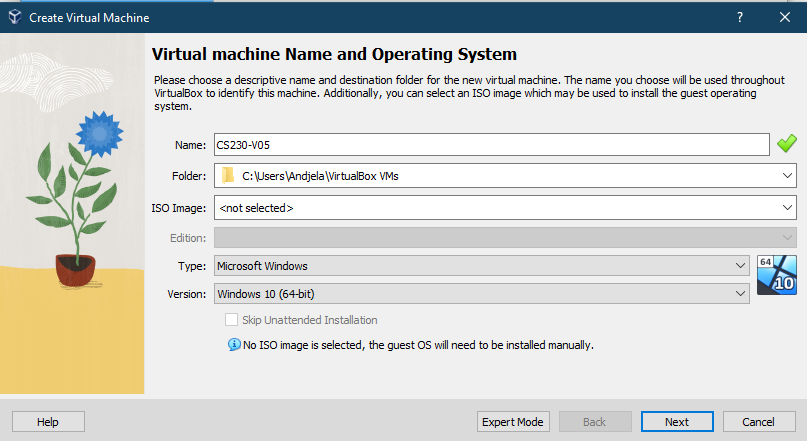 Create Virtual Machine
?
Virtual machine Name and Operating System
Please choose a descriptive name and destination folder for the new virtual machine. The name you choose will be used throughout
VirtualBox to identify this machine. Additionally, you can select an ISO image which may be used to install the guest operating
system.
Name: CS230-V05
Folder: C:\Users\Andjela\VirtualBox VMs
ISO Image: <not selected>
Edition:
Type: Microsoft Windows 64
Version: Windows 10 (64-bit) 10
Skip Unattended Installation
No ISO image is selected, the guest OS will need to be installed manually.
Help Expert Mode Back Next Cancel